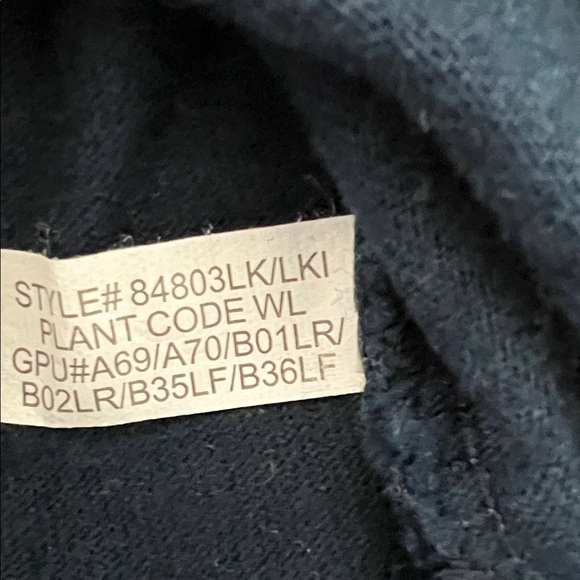 STYLE# 84803LK/LKI
PLANT CODE WL
GPU#A69/A70/B01LR/
B02LR/B35LF/B36LF